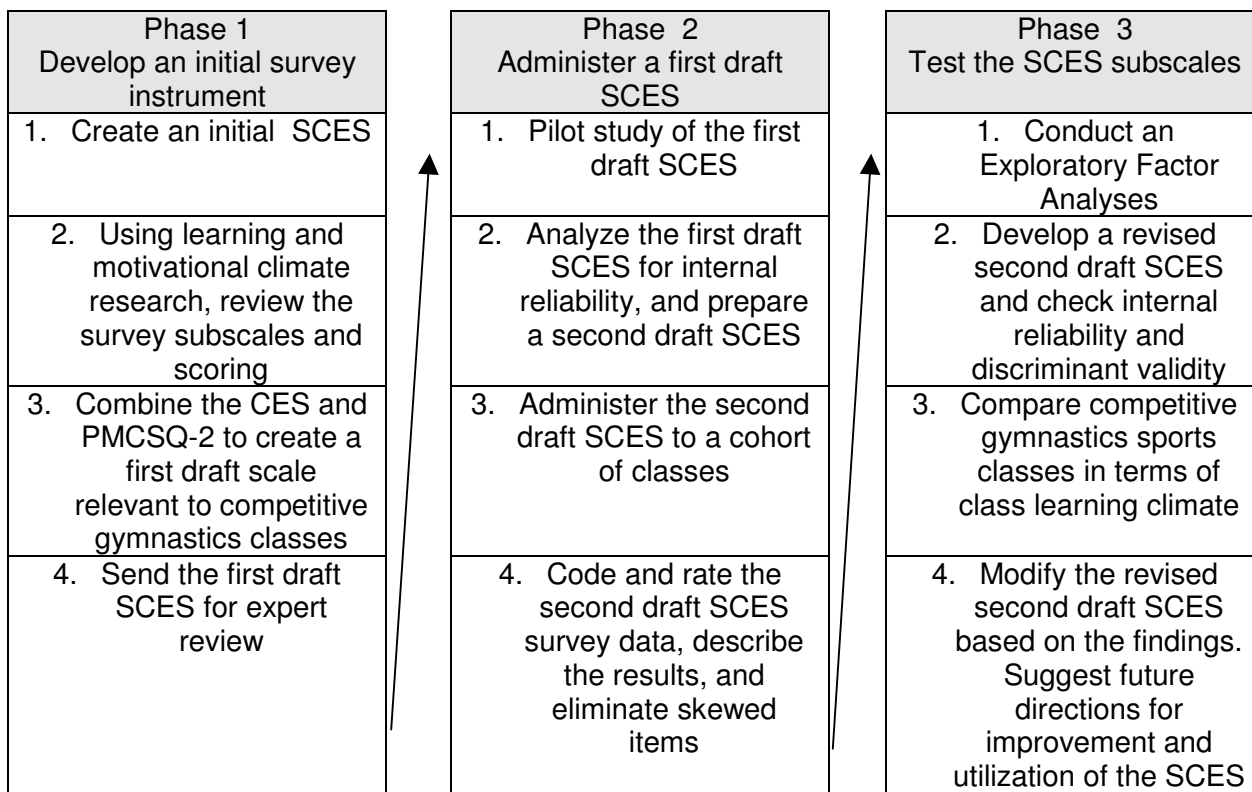 Phase 1
Develop an initial survey
instrument
1. Create an initial SCES
2. Using learning and
motivational climate
research, review the
survey subscales and
scoring
3. Combine the CES and
PMCSQ-2 to create a
first draft scale
relevant to competitive
gymnastics classes
4. Send the first draft
SCES for expert
review
Phase 2
Administer a first draft
SCES
1. Pilot study of the first
draft SCES
2. Analyze the first draft
SCES for internal
reliability, and prepare
a second draft SCES
3. Administer the second
draft SCES to a cohort
of classes
4. Code and rate the
second draft SCES
survey data, describe
the results, and
eliminate skewed
items
Phase 3
Test the SCES subscales
1. Conduct an
Exploratory Factor
Analyses
2. Develop a revised
second draft SCES
and check internal
reliability and
discriminant validity
3. Compare competitive
gymnastics sports
classes in terms of
class learning climate
4. Modify the revised
second draft SCES
based on the findings.
Suggest future
directions for
improvement and
utilization of the SCES